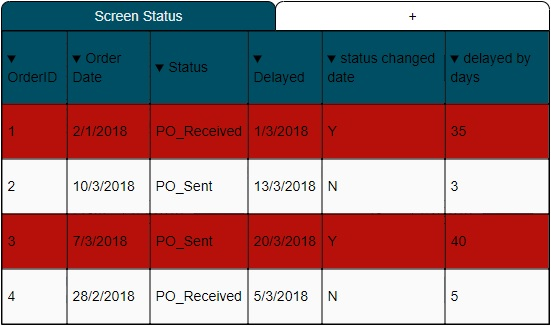 Screen Status +
▼ OrderID ▼ Order Date ▼ Status ▼ Delayed ▼ status changed date ▼ delayed by days
1 2/1/2018 PO_Received 1/3/2018 Y 35
2 10/3/2018 PO_Sent 13/3/2018 N 3
3 7/3/2018 PO_Sent 20/3/2018 Y 40
4 28/2/2018 PO_Received 5/3/2018 N 5